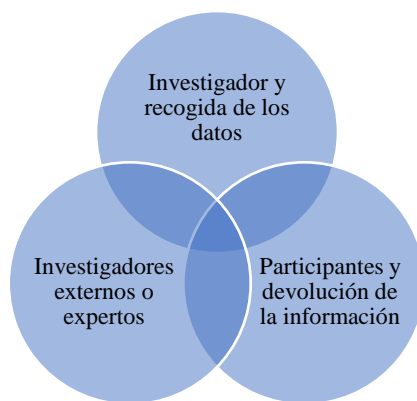 Investigador y
recogida de los
datos
Investigadores
externos o
expertos
Participantes y
devolución de
la información